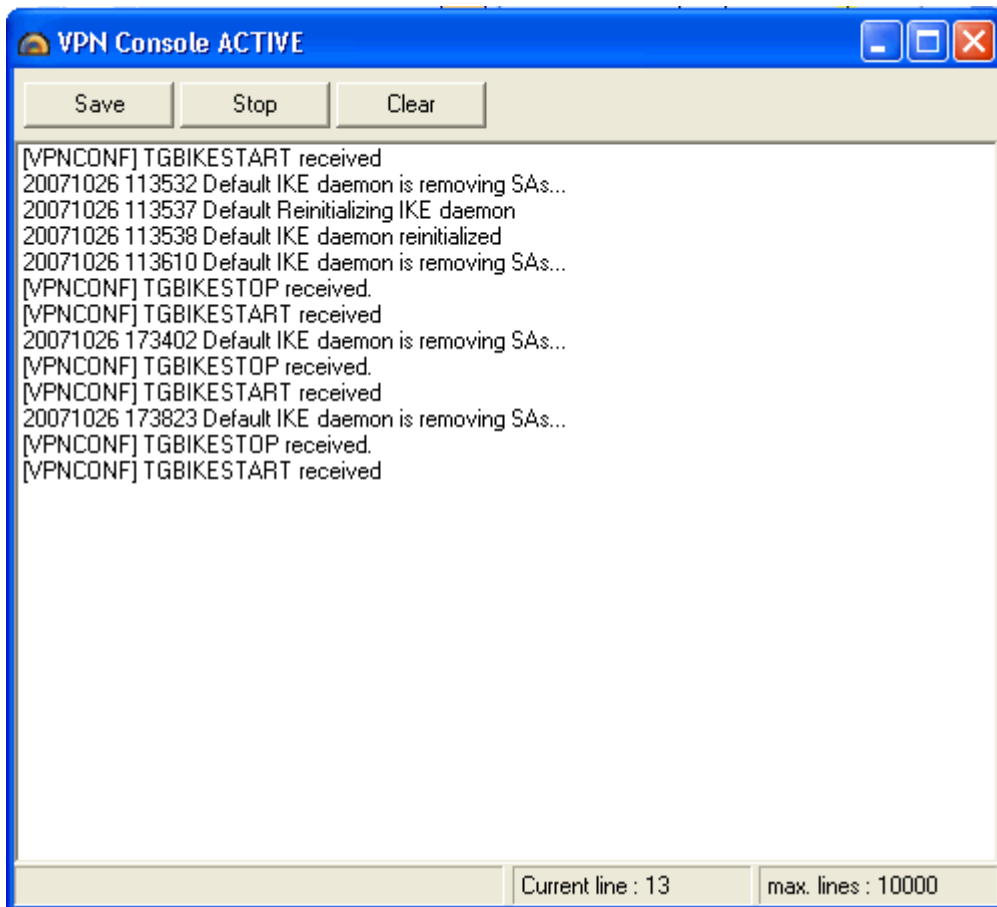 VPN Console ACTIVE
Save Stop Clear
[VPNCONF] TGBIKESTART received
20071026 113532 Default IKE daemon is removing SAs...
20071026 113537 Default Reinitializing IKE daemon
20071026 113538 Default IKE daemon reinitialized
20071026 113610 Default IKE daemon is removing SAs...
[VPNCONF] TGBIKESTOP received.
[VPNCONF] TGBIKESTART received
20071026 173402 Default IKE daemon is removing SAs...
[VPNCONF] TGBIKESTOP received.
[VPNCONF] TGBIKESTART received
20071026 173823 Default IKE daemon is removing SAs...
[VPNCONF] TGBIKESTOP received.
[VPNCONF] TGBIKESTART received
Current line : 13 max. lines : 10000